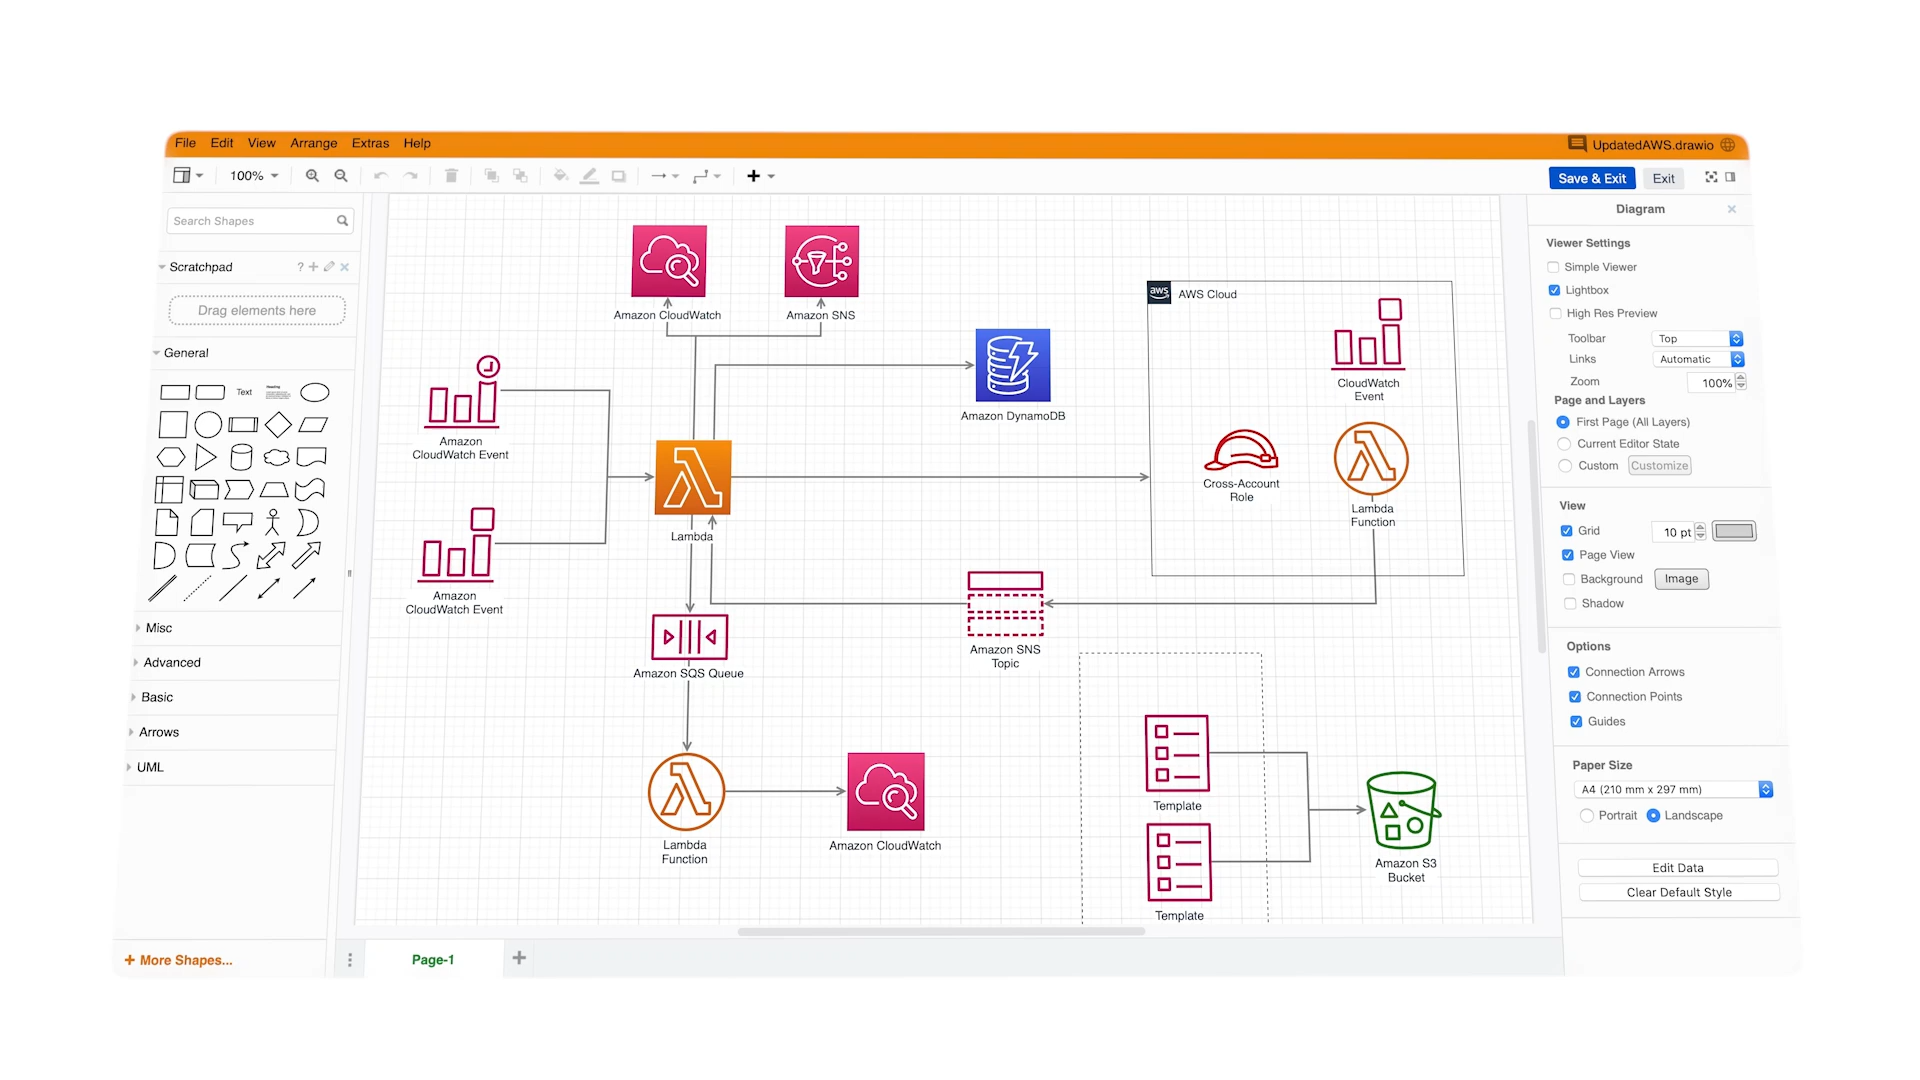 File Edit View Arrange Extras Help
UpdatedAWS.drawio
100%
Save & Exit
Exit
Search Shapes
Scratchpad
?
Drag elements here
General
Text
Heading
Misc
Advanced
Basic
Arrows
UML
+ More Shapes...
Amazon CloudWatch
Amazon SNS
Amazon
CloudWatch Event
Amazon
CloudWatch Event
Lambda
Amazon DynamoDB
aws
AWS Cloud
CloudWatch
Event
Cross-Account
Role
Lambda
Function
Amazon SQS Queue
Amazon SNS
Topic
Lambda
Function
Amazon CloudWatch
Template
Template
Amazon S3
Bucket
Page-1
Diagram
Viewer Settings
Simple Viewer
Lightbox
High Res Preview
Toolbar
Top
Links
Automatic
Zoom
100%
Page and Layers
First Page (All Layers)
Current Editor State
Custom
Customize
View
Grid
10 pt
Page View
Background
Image
Shadow
Options
Connection Arrows
Connection Points
Guides
Paper Size
A4 (210 mm x 297 mm)
Portrait
Landscape
Edit Data
Clear Default Style